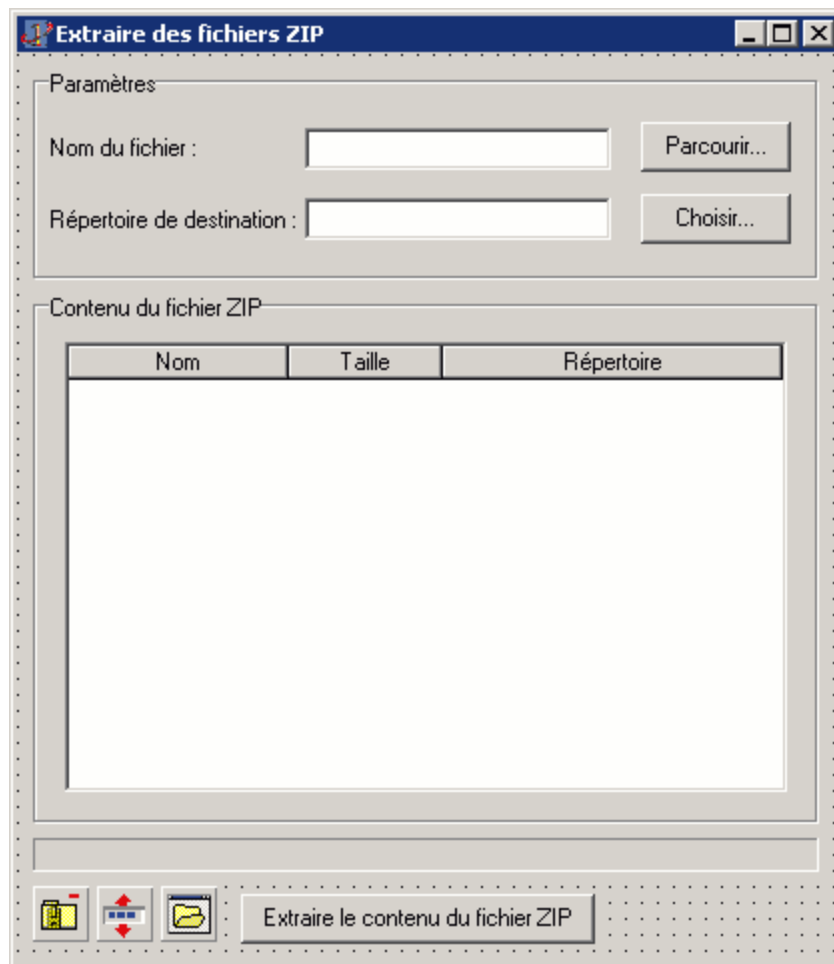 Extraire des fichiers ZIP
Paramètres
Nom du fichier :
Parcourir...
Répertoire de destination :
Choisir...
Contenu du fichier ZIP
Nom Taille Répertoire
Extraire le contenu du fichier ZIP